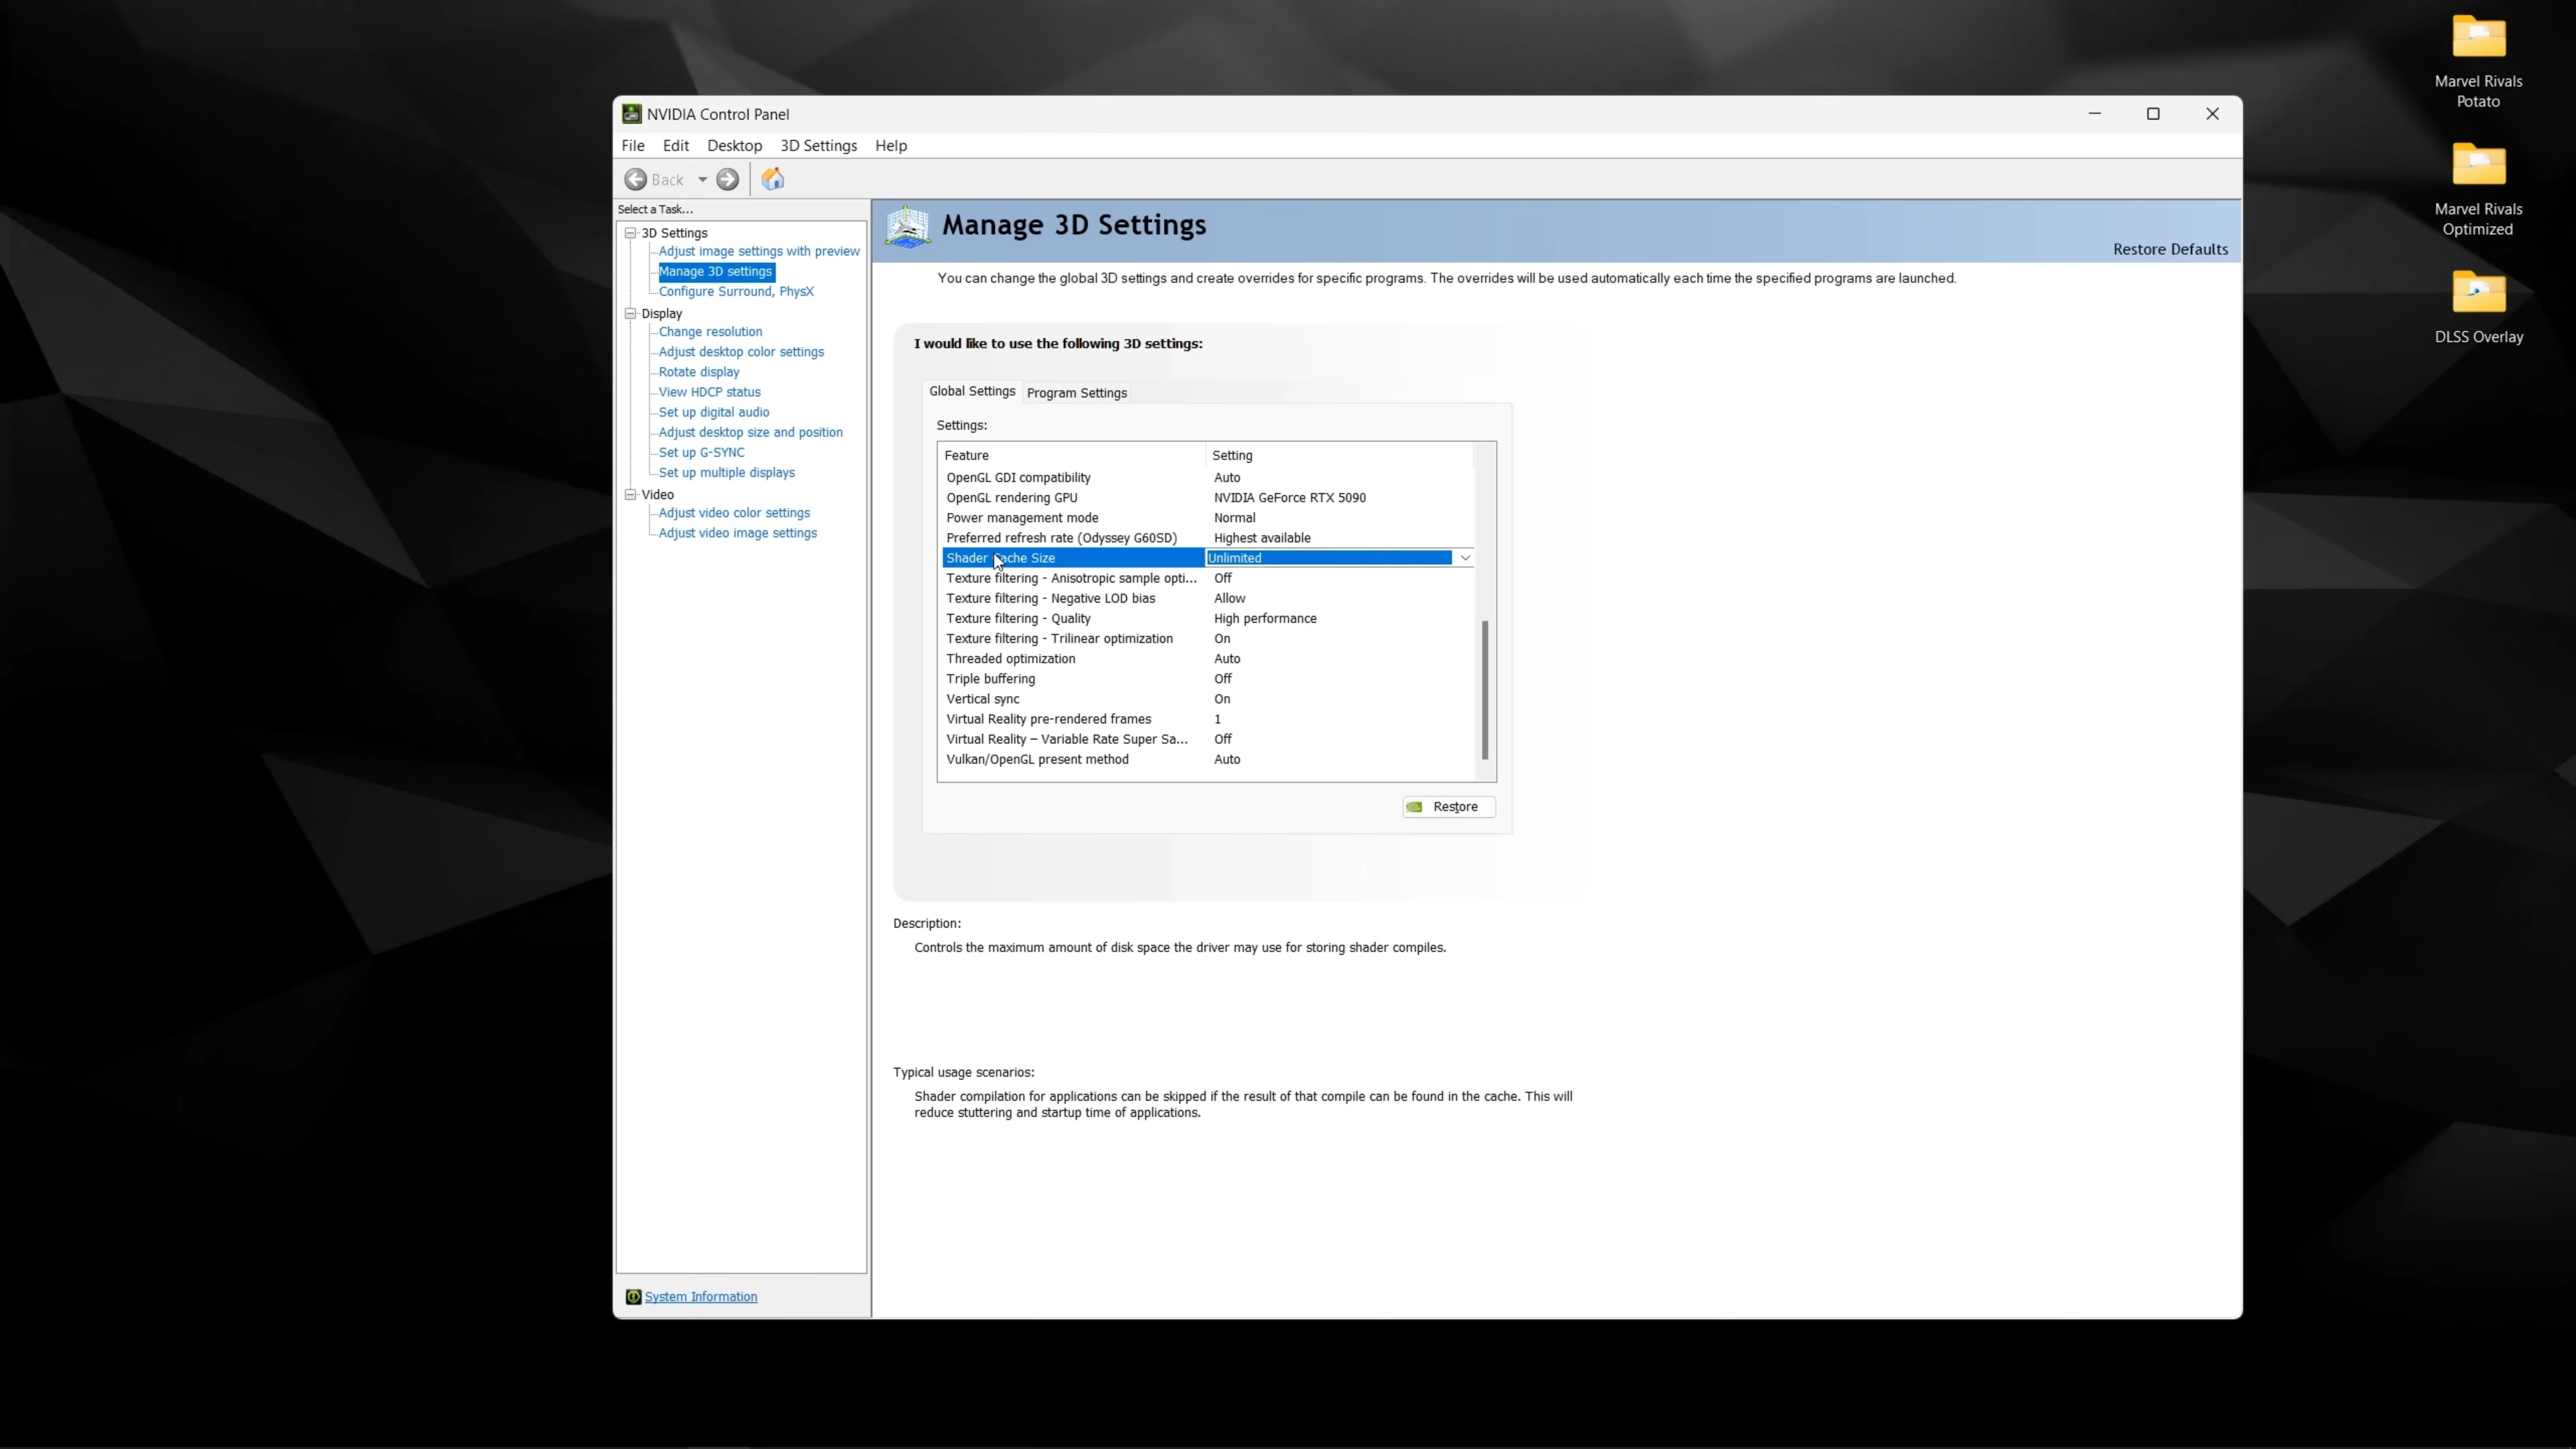 Marvel Rivals
Potato
Marvel Rivals
Optimized
DLSS Overlay
NVIDIA Control Panel
File Edit Desktop 3D Settings Help
Back
Select a Task...
3D Settings
Adjust image settings with preview
Manage 3D settings
Configure Surround, PhysX
Display
Change resolution
Adjust desktop color settings
Rotate display
View HDCP status
Set up digital audio
Adjust desktop size and position
Set up G-SYNC
Set up multiple displays
Video
Adjust video color settings
Adjust video image settings
System Information
Manage 3D Settings
Restore Defaults
You can change the global 3D settings and create overrides for specific programs. The overrides will be used automatically each time the specified programs are launched.
I would like to use the following 3D settings:
Global Settings Program Settings
Settings:
Feature Setting
OpenGL GDI compatibility Auto
OpenGL rendering GPU NVIDIA GeForce RTX 5090
Power management mode Normal
Preferred refresh rate (Odyssey G60SD) Highest available
Shader Cache Size Unlimited
Texture filtering - Anisotropic sample opti... Off
Texture filtering - Negative LOD bias Allow
Texture filtering - Quality High performance
Texture filtering - Trilinear optimization On
Threaded optimization Auto
Triple buffering Off
Vertical sync On
Virtual Reality pre-rendered frames 1
Virtual Reality – Variable Rate Super Sa... Off
Vulkan/OpenGL present method Auto
Restore
Description:
Controls the maximum amount of disk space the driver may use for storing shader compiles.
Typical usage scenarios:
Shader compilation for applications can be skipped if the result of that compile can be found in the cache. This will
reduce stuttering and startup time of applications.